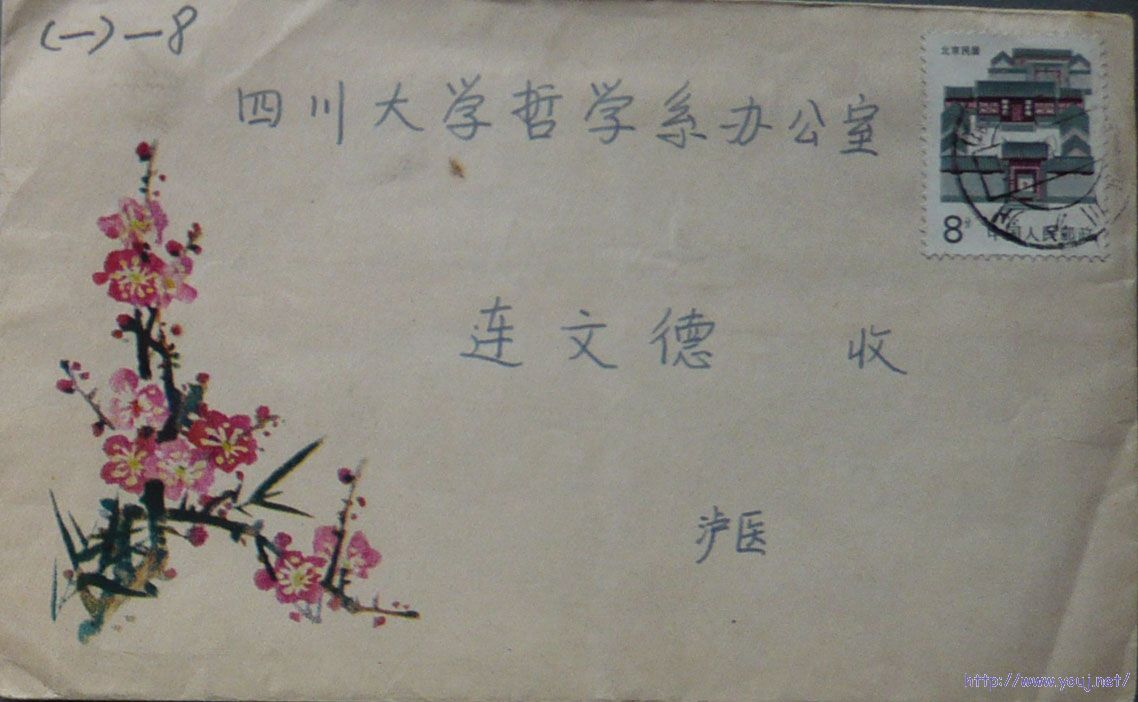 (一)一8
四川大学哲学系办公室
北京民居
8分
中国人民邮政
连文德 收
泸医
http://www.youj.net/